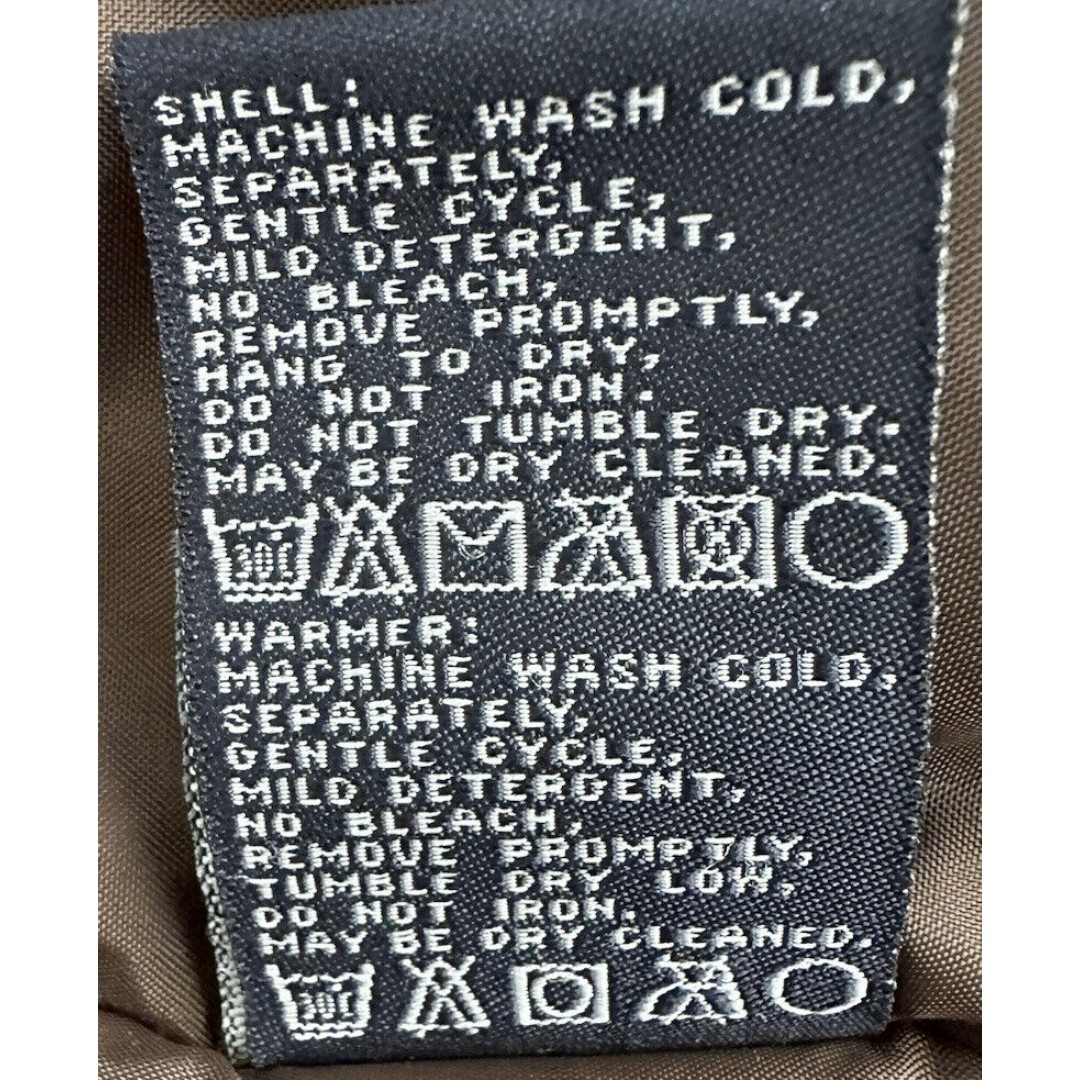 SHELL:
MACHINE WASH COLD,
SEPARATELY,
GENTLE CYCLE,
MILD DETERGENT,
NO BLEACH,
REMOVE PROMPTLY,
HANG TO DRY,
DO NOT IRON.
DO NOT TUMBLE DRY.
MAY BE DRY CLEANED.
30C
WARMER:
MACHINE WASH COLD,
SEPARATELY,
GENTLE CYCLE,
MILD DETERGENT,
NO BLEACH,
REMOVE PROMPTLY,
TUMBLE DRY LOW,
DO NOT IRON.
MAY BE DRY CLEANED.
30C